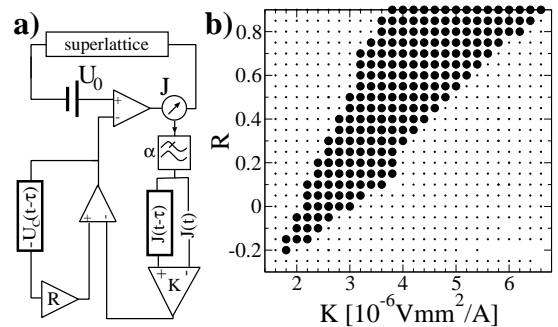 a)
superlattice
U₀
J
+
-
α
-U_C(t-τ)
J(t-τ)
J(t)
+
-
+
-
R
K
b)
R
0.8
0.6
0.4
0.2
0
-0.2
2
3
4
5
6
K [10⁻⁶Vmm²/A]